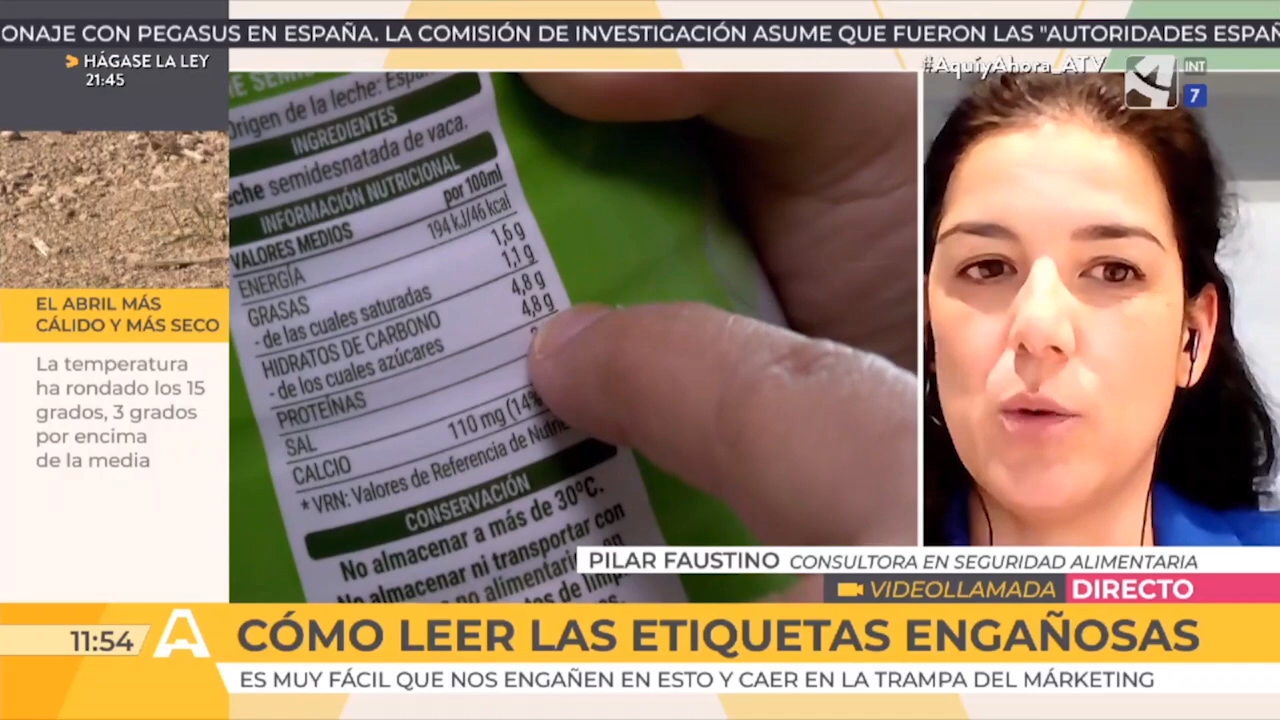 ONAJE CON PEGASUS EN ESPAÑA. LA COMISIÓN DE INVESTIGACIÓN ASUME QUE FUERON LAS "AUTORIDADES ESPAÑ
HÁGASE LA LEY
21:45
#AquíyAhora_ATV
INT
7
EL ABRIL MÁS
CÁLIDO Y MÁS SECO
La temperatura
ha rondado los 15
grados, 3 grados
por encima
de la media
Origen de la leche:
INGREDIENTES
semidesnatada de vaca.
INFORMACIÓN NUTRICIONAL
VALORES MEDIOS por 100ml
ENERGÍA 194 kJ/46 kcal
GRASAS 1,6 g
- de las cuales saturadas 1,1 g
HIDRATOS DE CARBONO 4,8 g
- de los cuales azúcares 4,8 g
PROTEÍNAS
SAL
CALCIO 110 mg (14%
* VRN: Valores de Referencia de
CONSERVACIÓN
No almacenar a más de 30ºC.
No almacenar ni transportar con
PILAR FAUSTINO CONSULTORA EN SEGURIDAD ALIMENTARIA
VIDEOLLAMADA DIRECTO
11:54 CÓMO LEER LAS ETIQUETAS ENGAÑOSAS
ES MUY FÁCIL QUE NOS ENGAÑEN EN ESTO Y CAER EN LA TRAMPA DEL MÁRKETING